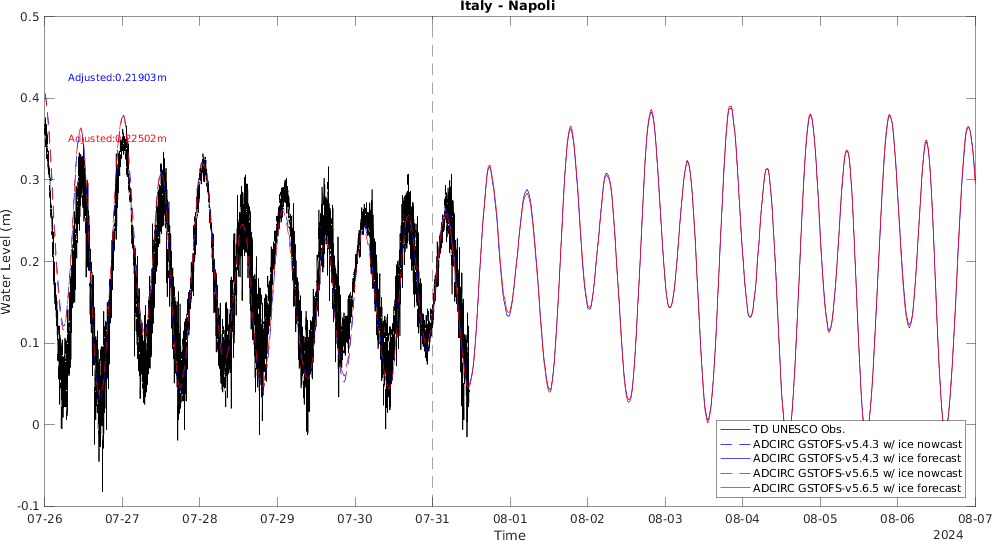 Italy - Napoli
0.5
0.4
0.3
0.2
0.1
0
-0.1
Water Level (m)
Adjusted:0.21903m
Adjusted:0.22502m
TD UNESCO Obs.
ADCIRC GSTOFS-v5.4.3 w/ ice nowcast
ADCIRC GSTOFS-v5.4.3 w/ ice forecast
ADCIRC GSTOFS-v5.6.5 w/ ice nowcast
ADCIRC GSTOFS-v5.6.5 w/ ice forecast
07-26 07-27 07-28 07-29 07-30 07-31 08-01 08-02 08-03 08-04 08-05 08-06 08-07
Time
2024